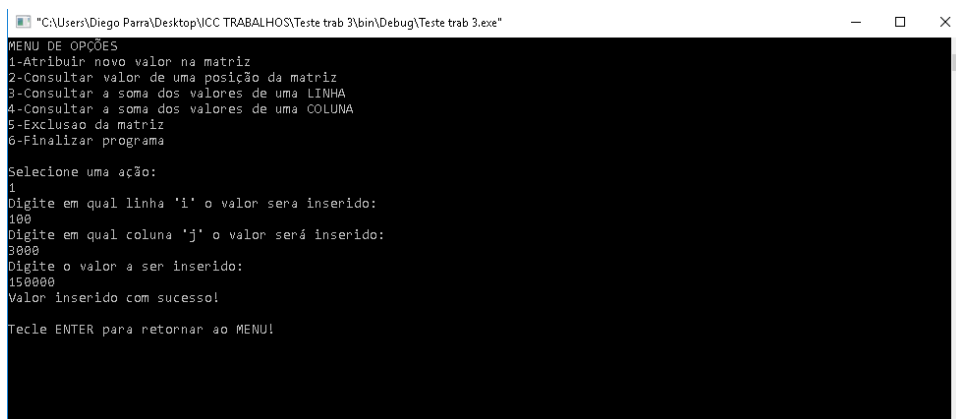 "C:\Users\Diego Parra\Desktop\ICC TRABALHOS\Teste trab 3\bin\Debug\Teste trab 3.exe"
MENU DE OPÇÕES
1-Atribuir novo valor na matriz
2-Consultar valor de uma posição da matriz
3-Consultar a soma dos valores de uma LINHA
4-Consultar a soma dos valores de uma COLUNA
5-Exclusao da matriz
6-Finalizar programa
Selecione uma ação:
1
Digite em qual linha 'i' o valor sera inserido:
100
Digite em qual coluna 'j' o valor será inserido:
3000
Digite o valor a ser inserido:
150000
Valor inserido com sucesso!
Tecle ENTER para retornar ao MENU!